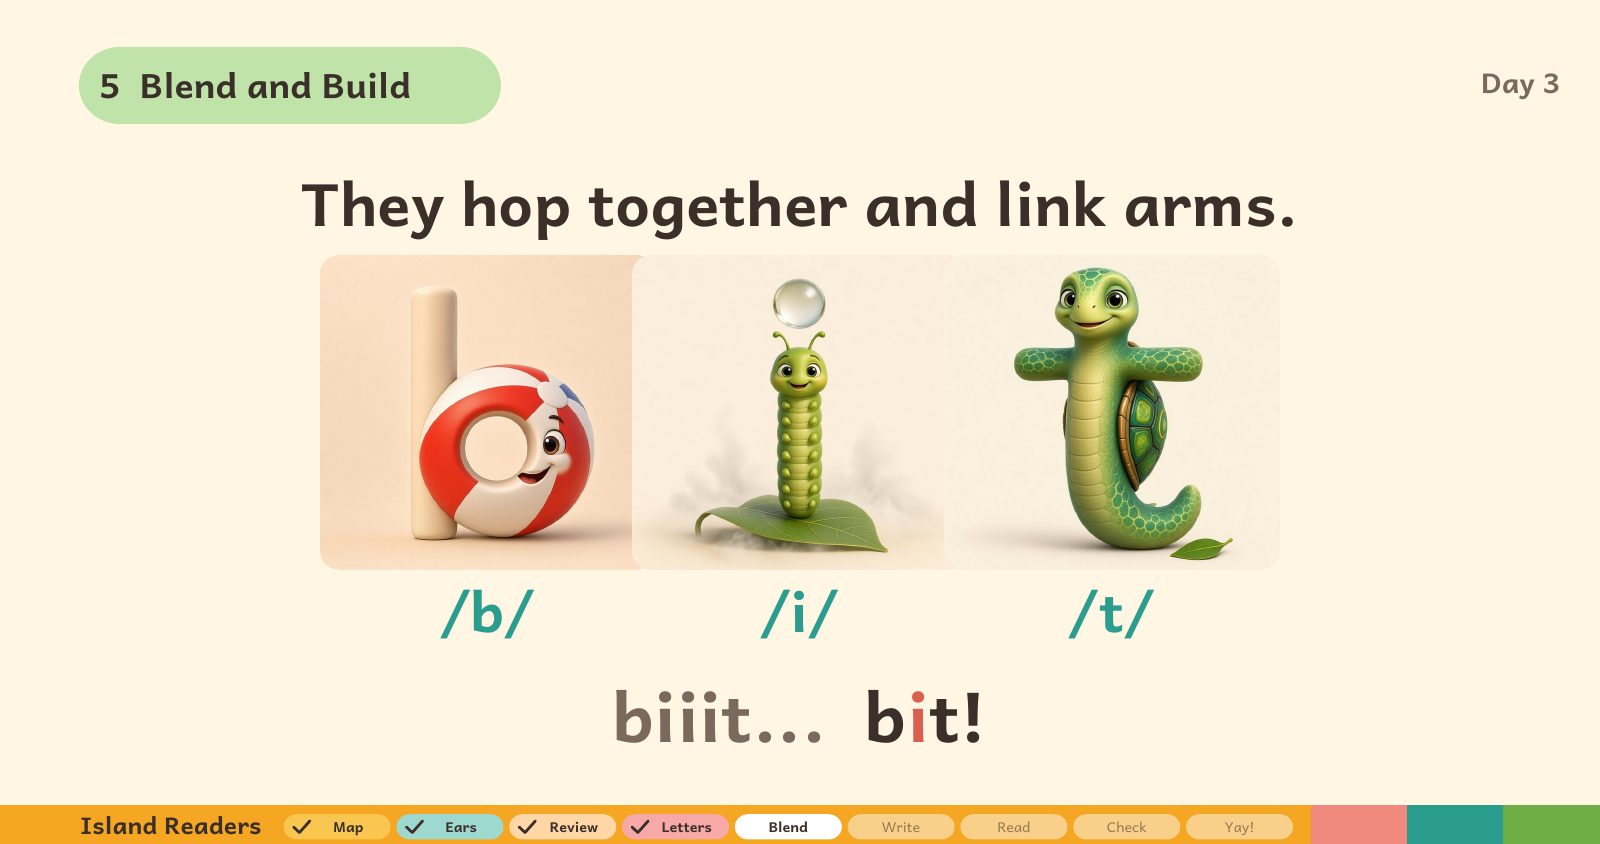 5 Blend and Build
Day 3
They hop together and link arms.
/b/ /i/ /t/
biiit... bit!
Island Readers Map Ears Review Letters Blend Write Read Check Yay!